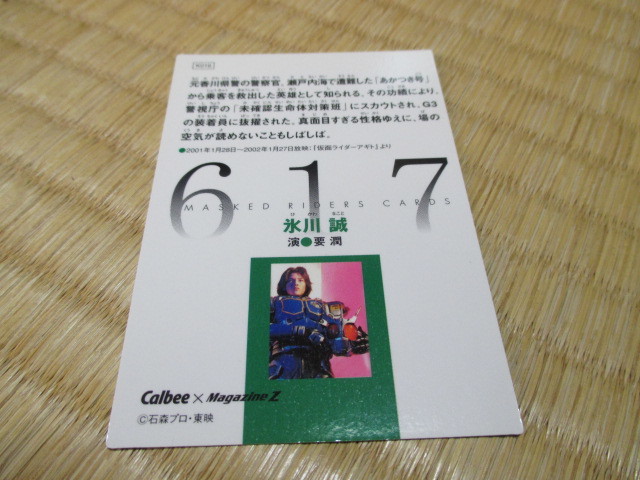 元香川県警の警察官。瀬戸内海で遭難した「あかつき号」
から乗客を救出した英雄として知られる。その功績により、
警視庁の「未確認生命体対策班」にスカウトされ、G3
の装着員に抜擢された。真面目すぎる性格ゆえに、場の
空気が読めないこともしばしば。
●2001年1月28日〜2002年1月27日放映:『仮面ライダーアギト』より
617
MASKED RIDERS CARDS
氷川 誠
演●要 潤
Calbee × Magazine Z
©石森プロ・東映